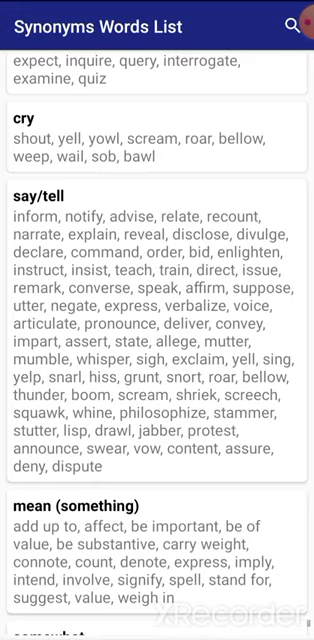 Synonyms Words List
expect, inquire, query, interrogate,
examine, quiz
cry
shout, yell, yowl, scream, roar, bellow,
weep, wail, sob, bawl
say/tell
inform, notify, advise, relate, recount,
narrate, explain, reveal, disclose, divulge,
declare, command, order, bid, enlighten,
instruct, insist, teach, train, direct, issue,
remark, converse, speak, affirm, suppose,
utter, negate, express, verbalize, voice,
articulate, pronounce, deliver, convey,
impart, assert, state, allege, mutter,
mumble, whisper, sigh, exclaim, yell, sing,
yelp, snarl, hiss, grunt, snort, roar, bellow,
thunder, boom, scream, shriek, screech,
squawk, whine, philosophize, stammer,
stutter, lisp, drawl, jabber, protest,
announce, swear, vow, content, assure,
deny, dispute
mean (something)
add up to, affect, be important, be of
value, be substantive, carry weight,
connote, count, denote, express, imply,
intend, involve, signify, spell, stand for,
suggest, value, weigh in
XRecorder
somewhat